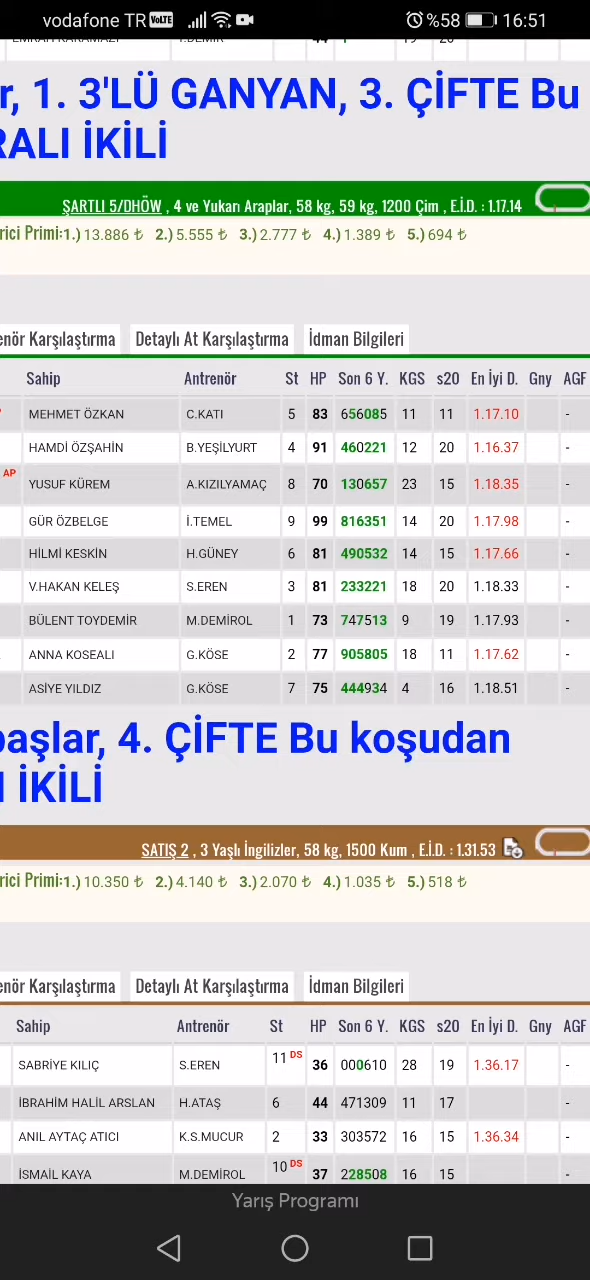 vodafone TR VoLTE %58 16:51
r, 1. 3'LÜ GANYAN, 3. ÇİFTE Bu
RALI İKİLİ
ŞARTLI 5/DHÖW , 4 ve Yukarı Araplar, 58 kg, 59 kg, 1200 Çim , E.İ.D. : 1.17.14
rici Primi:1.) 13.886 ₺ 2.) 5.555 ₺ 3.) 2.777 ₺ 4.) 1.389 ₺ 5.) 694 ₺
enör Karşılaştırma Detaylı At Karşılaştırma İdman Bilgileri
Sahip Antrenör St HP Son 6 Y. KGS s20 En İyi D. Gny AGF
MEHMET ÖZKAN C.KATI 5 83 656085 11 11 1.17.10 -
HAMDİ ÖZŞAHİN B.YEŞİLYURT 4 91 460221 12 20 1.16.37 -
AP YUSUF KÜREM A.KIZILYAMAÇ 8 70 130657 23 15 1.18.35 -
GÜR ÖZBELGE İ.TEMEL 9 99 816351 14 20 1.17.98 -
HİLMİ KESKİN H.GÜNEY 6 81 490532 14 15 1.17.66 -
V.HAKAN KELEŞ S.EREN 3 81 233221 18 20 1.18.33 -
BÜLENT TOYDEMİR M.DEMİROL 1 73 747513 9 19 1.17.93 -
ANNA KOSEALI G.KÖSE 2 77 905805 18 11 1.17.62 -
ASİYE YILDIZ G.KÖSE 7 75 444934 4 16 1.18.51 -
başlar, 4. ÇİFTE Bu koşudan
I İKİLİ
SATIŞ 2 , 3 Yaşlı İngilizler, 58 kg, 1500 Kum , E.İ.D. : 1.31.53
rici Primi:1.) 10.350 ₺ 2.) 4.140 ₺ 3.) 2.070 ₺ 4.) 1.035 ₺ 5.) 518 ₺
enör Karşılaştırma Detaylı At Karşılaştırma İdman Bilgileri
Sahip Antrenör St HP Son 6 Y. KGS s20 En İyi D. Gny AGF
SABRİYE KILIÇ S.EREN 11 DS 36 000610 28 19 1.36.17 -
İBRAHİM HALİL ARSLAN H.ATAŞ 6 44 471309 11 17 -
ANIL AYTAÇ ATICI K.S.MUCUR 2 33 303572 16 15 1.36.34 -
İSMAİL KAYA M.DEMİROL 10 DS 37 228508 16 15 -
Yarış Programı